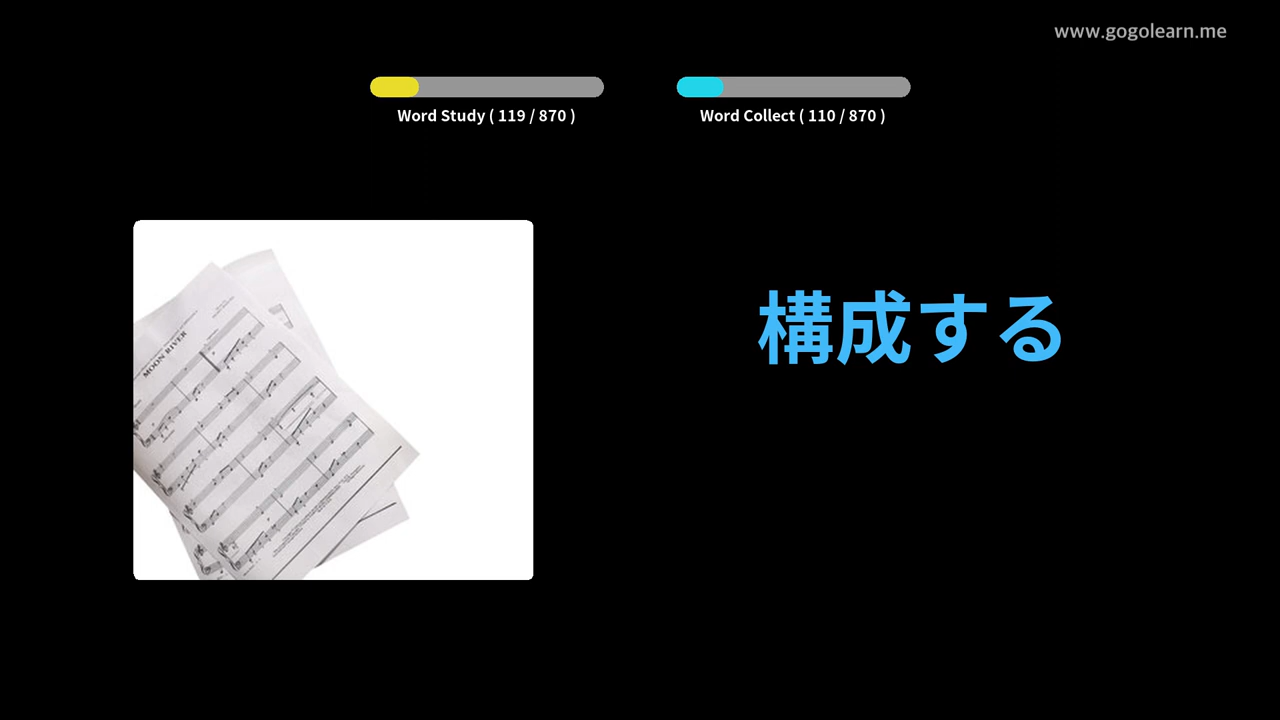 www.gogolearn.me
Word Study ( 119 / 870 )
Word Collect ( 110 / 870 )
MOON RIVER
構成する